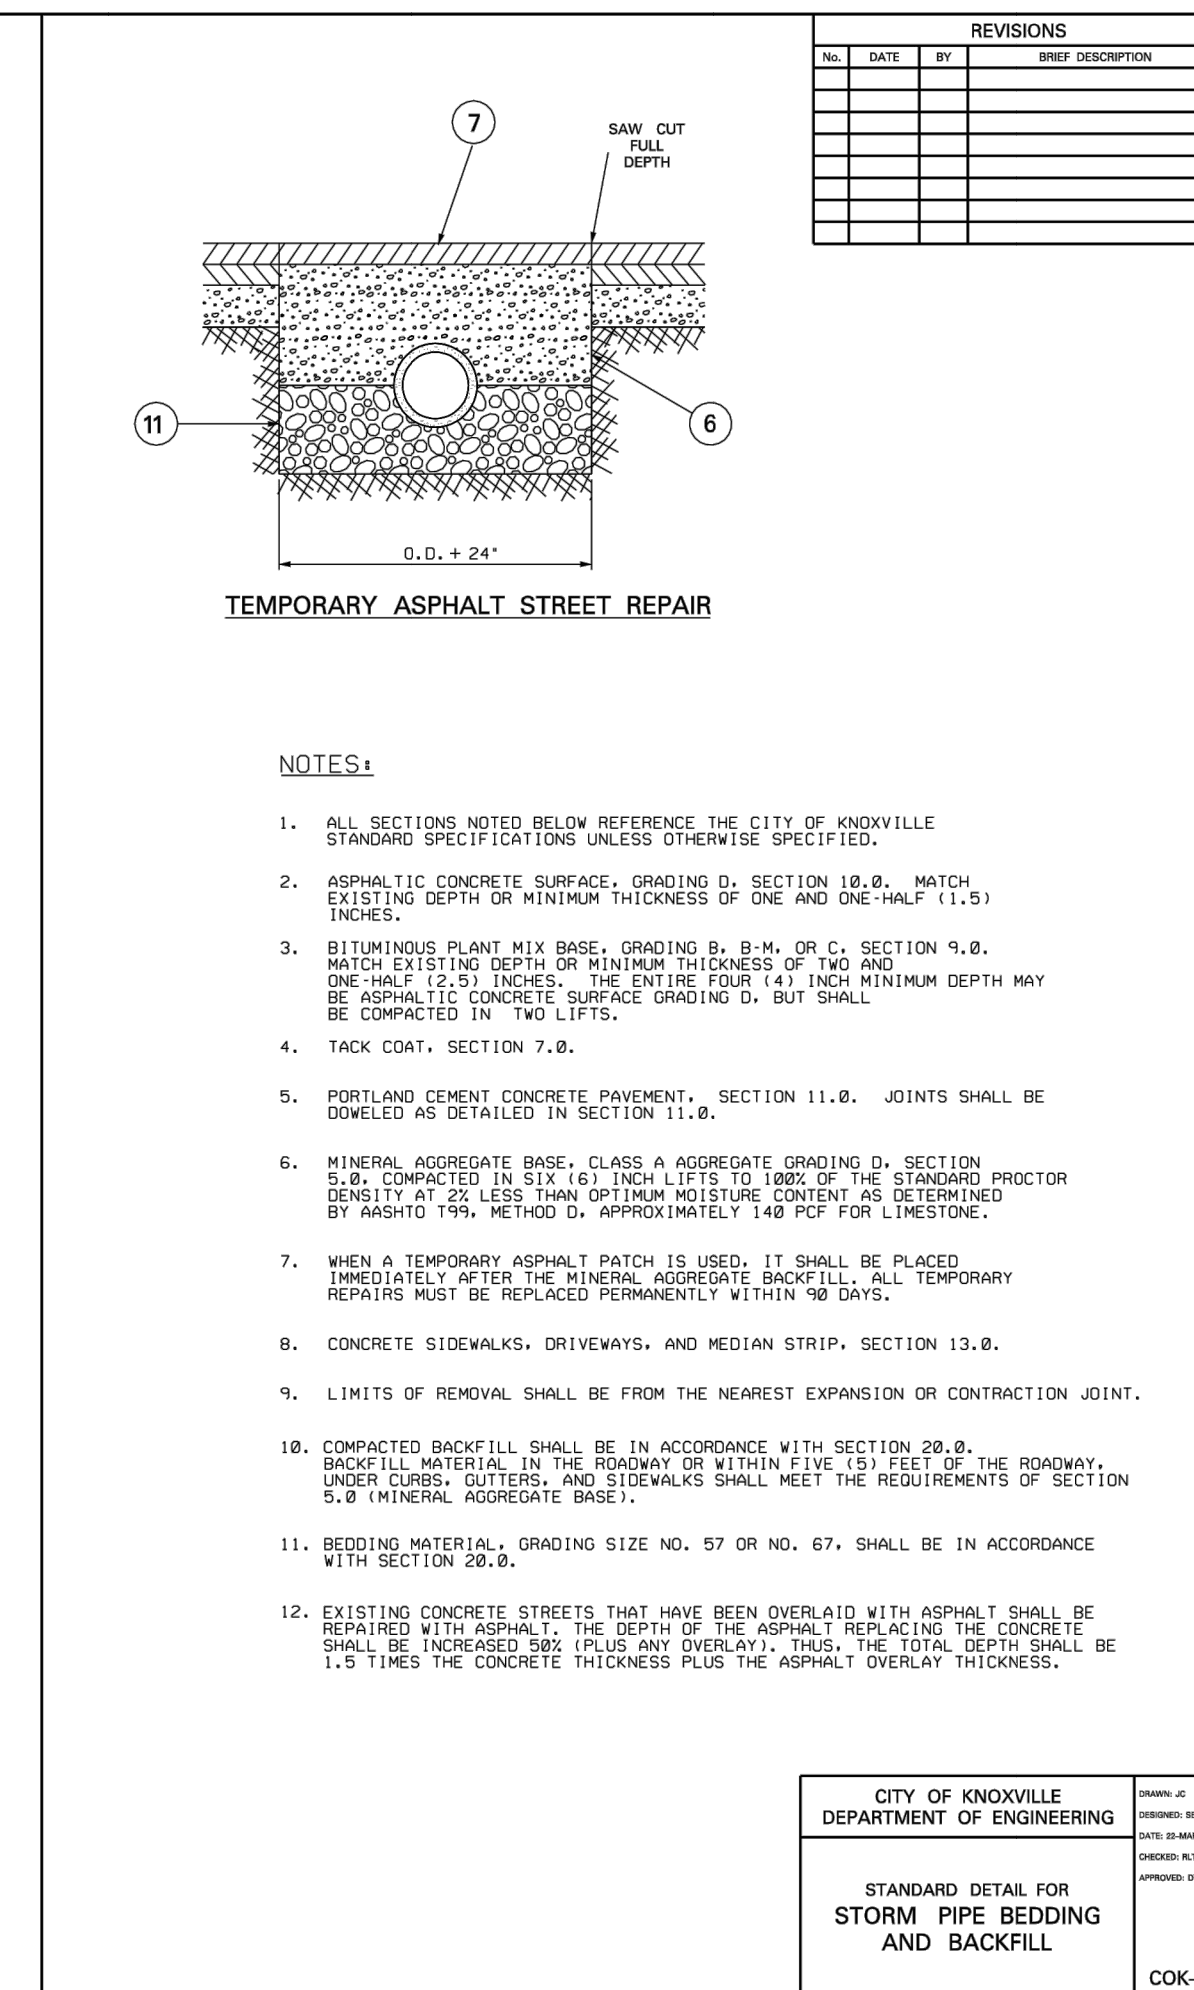 REVISIONS
No. DATE BY BRIEF DESCRIPTION
7
SAW CUT
FULL
DEPTH
11
6
O.D. + 24"
TEMPORARY ASPHALT STREET REPAIR
NOTES:
1. ALL SECTIONS NOTED BELOW REFERENCE THE CITY OF KNOXVILLE
STANDARD SPECIFICATIONS UNLESS OTHERWISE SPECIFIED.
2. ASPHALTIC CONCRETE SURFACE, GRADING D, SECTION 10.0. MATCH
EXISTING DEPTH OR MINIMUM THICKNESS OF ONE AND ONE-HALF (1.5)
INCHES.
3. BITUMINOUS PLANT MIX BASE, GRADING B, B-M, OR C, SECTION 9.0.
MATCH EXISTING DEPTH OR MINIMUM THICKNESS OF TWO AND
ONE-HALF (2.5) INCHES. THE ENTIRE FOUR (4) INCH MINIMUM DEPTH MAY
BE ASPHALTIC CONCRETE SURFACE GRADING D, BUT SHALL
BE COMPACTED IN TWO LIFTS.
4. TACK COAT, SECTION 7.0.
5. PORTLAND CEMENT CONCRETE PAVEMENT, SECTION 11.0. JOINTS SHALL BE
DOWELED AS DETAILED IN SECTION 11.0.
6. MINERAL AGGREGATE BASE, CLASS A AGGREGATE GRADING D, SECTION
5.0, COMPACTED IN SIX (6) INCH LIFTS TO 100% OF THE STANDARD PROCTOR
DENSITY AT 2% LESS THAN OPTIMUM MOISTURE CONTENT AS DETERMINED
BY AASHTO T99, METHOD D, APPROXIMATELY 140 PCF FOR LIMESTONE.
7. WHEN A TEMPORARY ASPHALT PATCH IS USED, IT SHALL BE PLACED
IMMEDIATELY AFTER THE MINERAL AGGREGATE BACKFILL. ALL TEMPORARY
REPAIRS MUST BE REPLACED PERMANENTLY WITHIN 90 DAYS.
8. CONCRETE SIDEWALKS, DRIVEWAYS, AND MEDIAN STRIP, SECTION 13.0.
9. LIMITS OF REMOVAL SHALL BE FROM THE NEAREST EXPANSION OR CONTRACTION JOINT.
10. COMPACTED BACKFILL SHALL BE IN ACCORDANCE WITH SECTION 20.0.
BACKFILL MATERIAL IN THE ROADWAY OR WITHIN FIVE (5) FEET OF THE ROADWAY,
UNDER CURBS, GUTTERS, AND SIDEWALKS SHALL MEET THE REQUIREMENTS OF SECTION
5.0 (MINERAL AGGREGATE BASE).
11. BEDDING MATERIAL, GRADING SIZE NO. 57 OR NO. 67, SHALL BE IN ACCORDANCE
WITH SECTION 20.0.
12. EXISTING CONCRETE STREETS THAT HAVE BEEN OVERLAID WITH ASPHALT SHALL BE
REPAIRED WITH ASPHALT. THE DEPTH OF THE ASPHALT REPLACING THE CONCRETE
SHALL BE INCREASED 50% (PLUS ANY OVERLAY). THUS, THE TOTAL DEPTH SHALL BE
1.5 TIMES THE CONCRETE THICKNESS PLUS THE ASPHALT OVERLAY THICKNESS.
CITY OF KNOXVILLE
DEPARTMENT OF ENGINEERING
STANDARD DETAIL FOR
STORM PIPE BEDDING
AND BACKFILL
DRAWN: JC
DESIGNED:
DATE: 22-
CHECKED:
APPROVED:
COK-